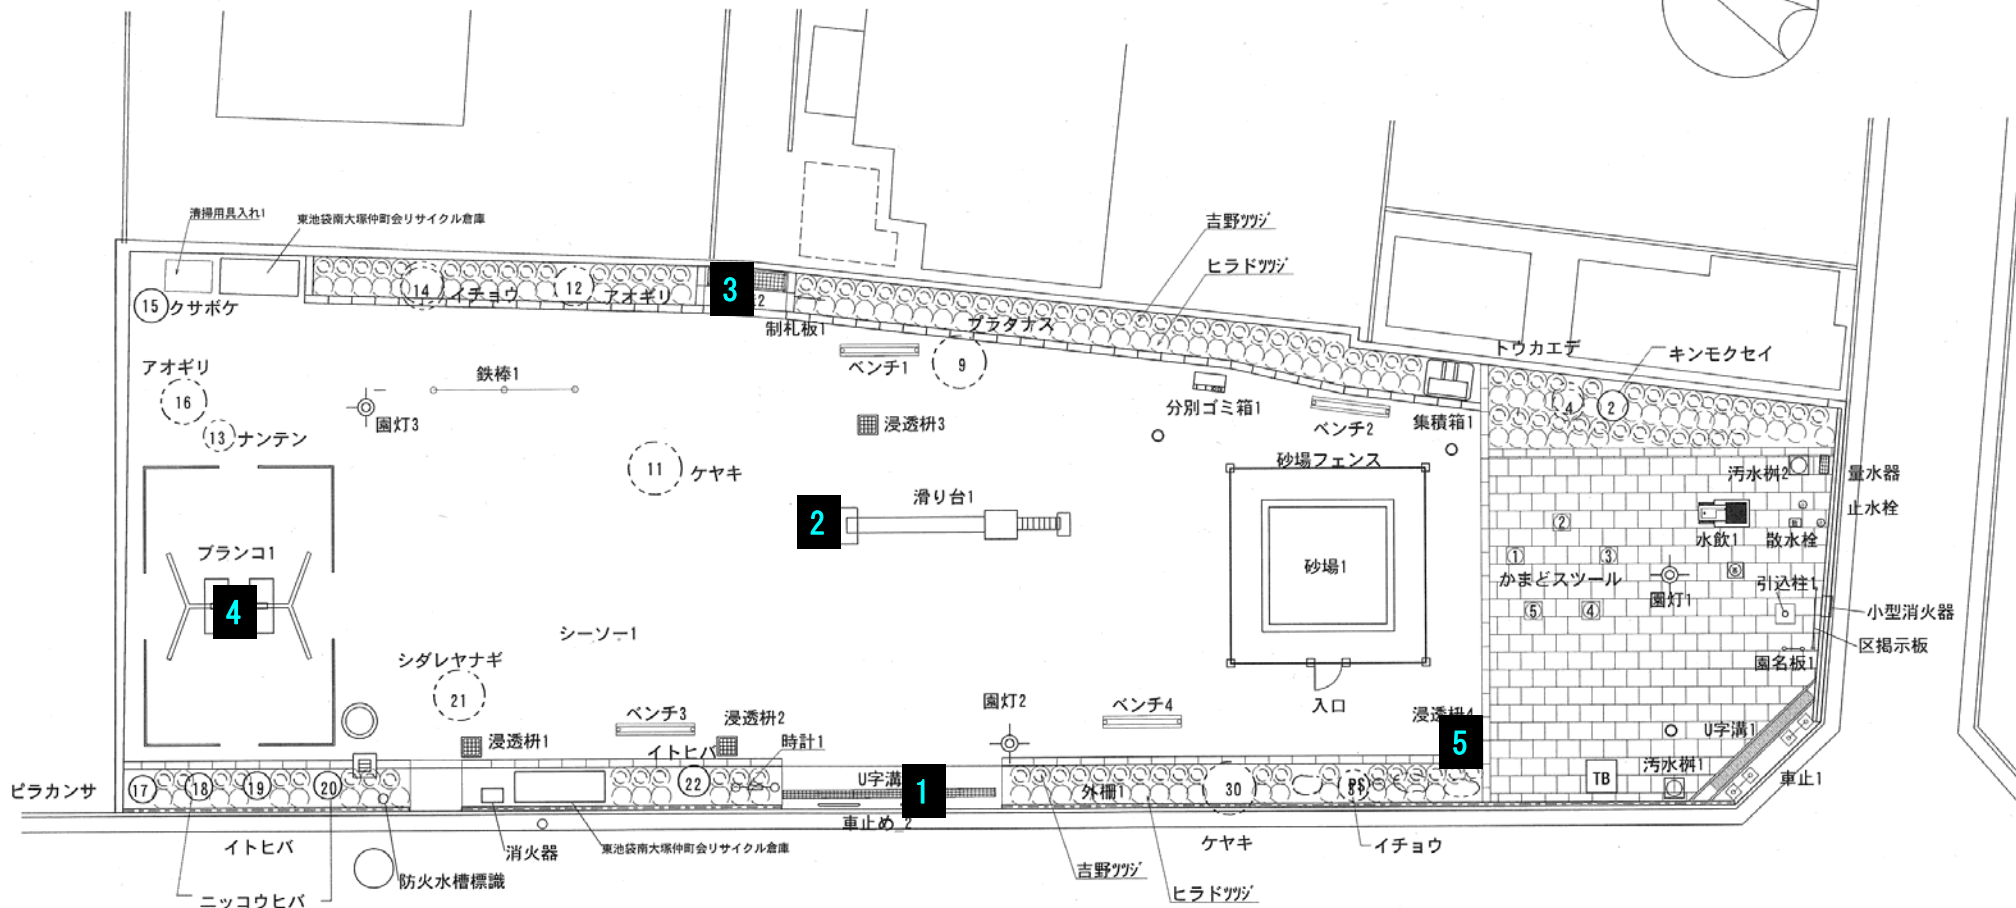 清掃用具入れ1
東池袋南大塚仲町会リサイクル倉庫
吉野ツツジ
ヒラドツツジ
15 クサボケ
14 イチョウ
12 アオギリ
3
制札板1
プラタナス
9
ベンチ1
トウカエデ
キンモクセイ
4
2
アオギリ
16
鉄棒1
園灯3
分別ゴミ箱1
ベンチ2
集積箱1
13 ナンテン
浸透枡3
11 ケヤキ
砂場フェンス
汚水桝2
量水器
滑り台1
2
止水栓
水飲1
散水栓
②
① ③
かまどスツール
⑤ ④
ブランコ1
砂場1
園灯1
引込柱1
小型消火器
4
シーソー1
区掲示板
園名板1
シダレヤナギ
21
園灯2
ベンチ3
浸透枡2
ベンチ4
入口
浸透枡4
5
浸透枡1
イトヒバ
時計1
U字溝1
ピラカンサ
17 18 19 20
22
U字溝
1
外柵1
30
TB
汚水桝1
車止1
車止め_2
イトヒバ
消火器
東池袋南大塚仲町会リサイクル倉庫
ケヤキ
イチョウ
防火水槽標識
吉野ツツジ
ヒラドツツジ
ニッコウヒバ